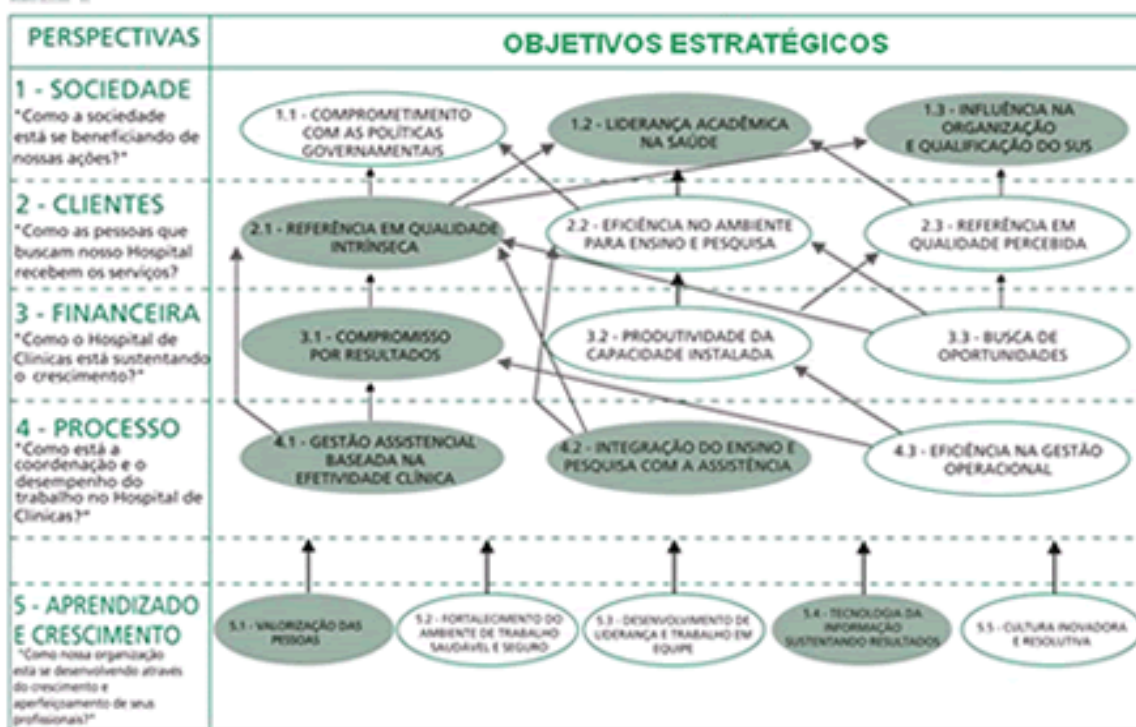 PERSPECTIVAS
OBJETIVOS ESTRATÉGICOS
1 - SOCIEDADE
"Como a sociedade
está se beneficiando de
nossas ações?"
1.1 - COMPROMETIMENTO
COM AS POLÍTICAS
GOVERNAMENTAIS
1.2 - LIDERANÇA ACADÊMICA
NA SAÚDE
1.3 - INFLUÊNCIA NA
ORGANIZAÇÃO
E QUALIFICAÇÃO DO SUS
2 - CLIENTES
"Como as pessoas que
buscam nosso Hospital
recebem os serviços?
2.1 - REFERÊNCIA EM QUALIDADE
INTRÍNSECA
2.2 - EFICIÊNCIA NO AMBIENTE
PARA ENSINO E PESQUISA
2.3 - REFERÊNCIA EM
QUALIDADE PERCEBIDA
3 - FINANCEIRA
"Como o Hospital de
Clínicas está sustentando
o crescimento?"
3.1 - COMPROMISSO
POR RESULTADOS
3.2 - PRODUTIVIDADE DA
CAPACIDADE INSTALADA
3.3 - BUSCA DE
OPORTUNIDADES
4 - PROCESSO
"Como está a
coordenação e o
desempenho do
trabalho no Hospital de
Clínicas?"
4.1 - GESTÃO ASSISTENCIAL
BASEADA NA
EFETIVIDADE CLÍNICA
4.2 - INTEGRAÇÃO DO ENSINO E
PESQUISA COM A ASSISTÊNCIA
4.3 - EFICIÊNCIA NA GESTÃO
OPERACIONAL
5 - APRENDIZADO
E CRESCIMENTO
"Como nossa organização
está se desenvolvendo através
do crescimento e
aperfeiçoamento de seus
profissionais?"
5.1 - VALORIZAÇÃO DAS
PESSOAS
5.2 - FORTALECIMENTO DO
AMBIENTE DE TRABALHO
SAUDÁVEL E SEGURO
5.3 - DESENVOLVIMENTO DE
LIDERANÇA E TRABALHO EM
EQUIPE
5.4 - TECNOLOGIA DA
INFORMAÇÃO
SUSTENTANDO RESULTADOS
5.5 - CULTURA INOVADORA
E RESOLUTIVA